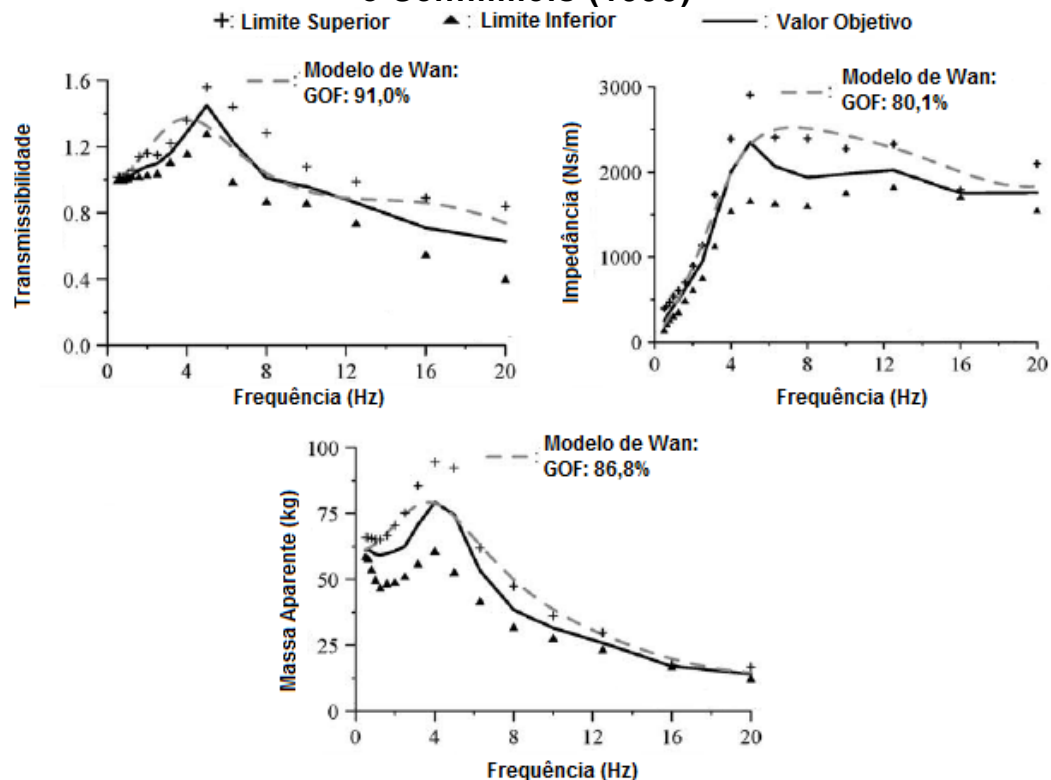 +: Limite Superior ▲ : Limite Inferior — : Valor Objetivo
Modelo de Wan:
GOF: 91,0%
1.6
1.2
0.8
0.4
0.0
Transmissibilidade
0 4 8 12 16 20
Frequência (Hz)
Modelo de Wan:
GOF: 80,1%
3000
2000
1000
0
Impedância (Ns/m)
0 4 8 12 16 20
Frequência (Hz)
Modelo de Wan:
GOF: 86,8%
100
75
50
25
0
Massa Aparente (kg)
0 4 8 12 16 20
Frequência (Hz)